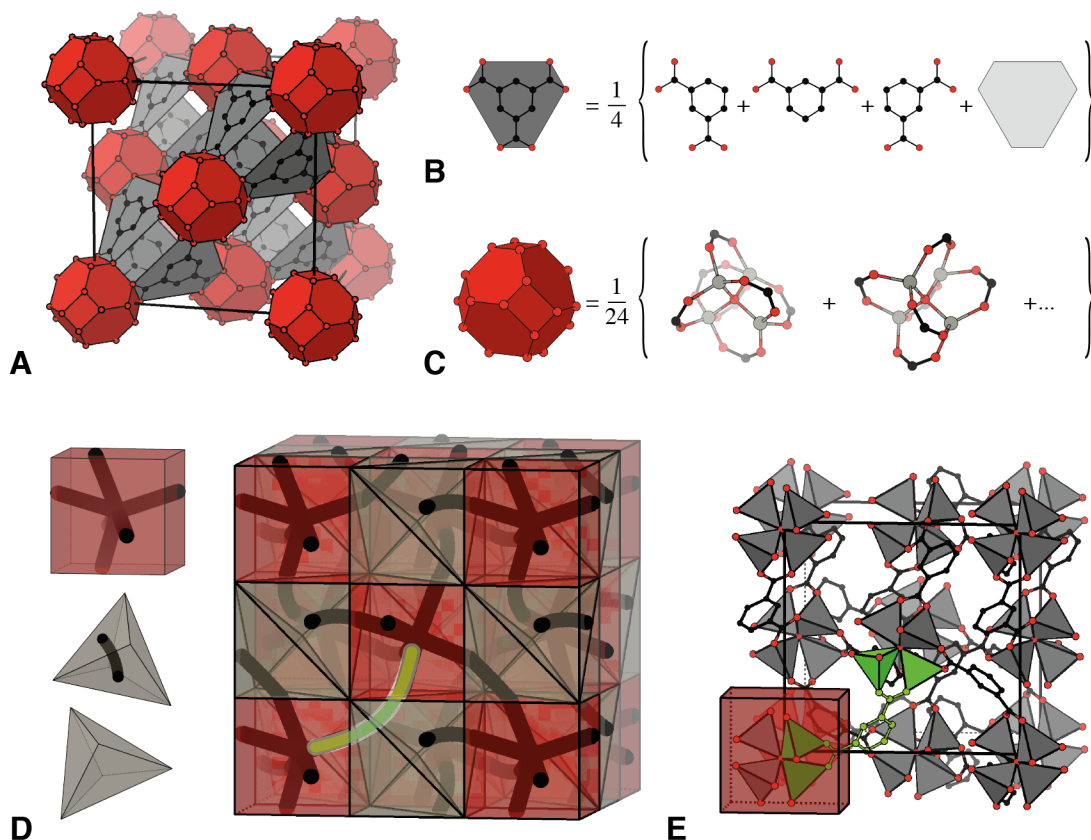 A
B
= 1/4 { + + + }
C
= 1/24 { + +... }
D
E